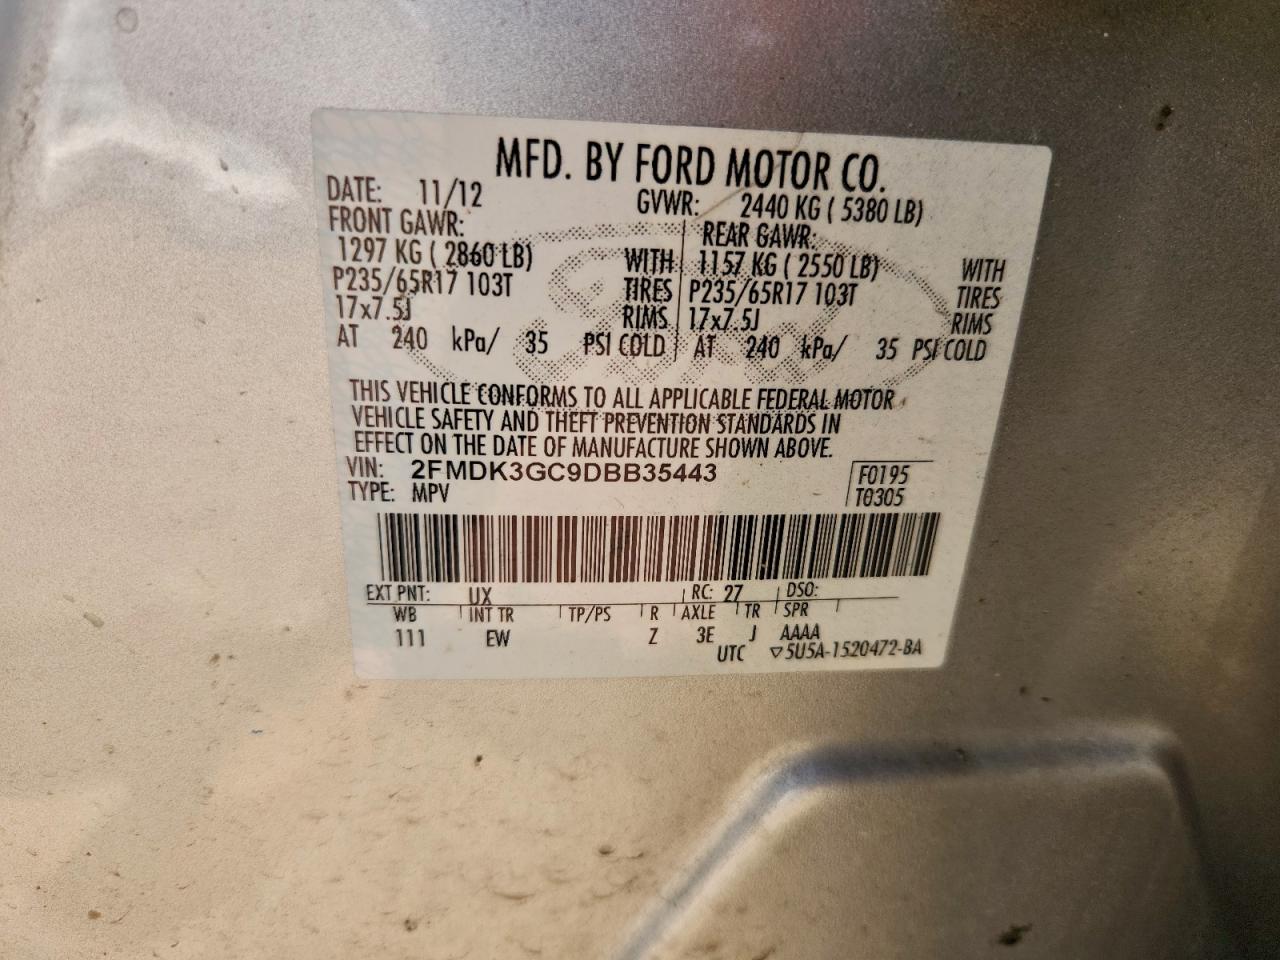 MFD. BY FORD MOTOR CO.
DATE: 11/12 GVWR: 2440 KG ( 5380 LB)
FRONT GAWR: REAR GAWR:
1297 KG ( 2860 LB) WITH 1157 KG ( 2550 LB) WITH
P235/65R17 103T TIRES P235/65R17 103T TIRES
17x7.5J RIMS 17x7.5J RIMS
AT 240 kPa/ 35 PSI COLD AT 240 kPa/ 35 PSI COLD
THIS VEHICLE CONFORMS TO ALL APPLICABLE FEDERAL MOTOR
VEHICLE SAFETY AND THEFT PREVENTION STANDARDS IN
EFFECT ON THE DATE OF MANUFACTURE SHOWN ABOVE.
VIN: 2FMDK3GC9DBB35443 F0195
TYPE: MPV T0305
EXT PNT: UX RC: 27 DSO:
WB INT TR TP/PS R AXLE TR SPR
111 EW Z 3E J AAAA
UTC ▽5U5A-1520472-BA